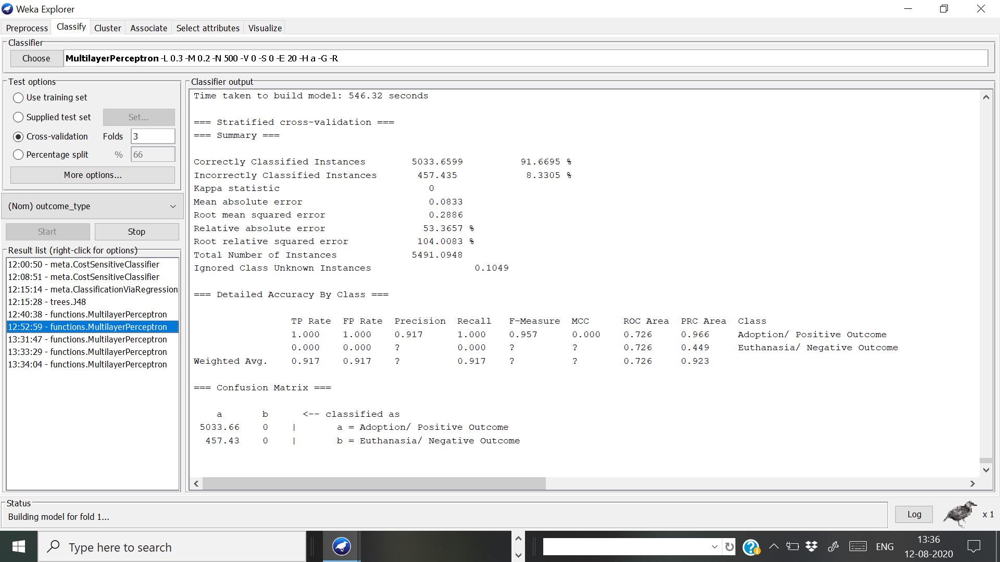 Weka Explorer
Preprocess Classify Cluster Associate Select attributes Visualize
Classifier
Choose MultilayerPerceptron -L 0.3 -M 0.2 -N 500 -V 0 -S 0 -E 20 -H a -G -R
Test options
Use training set
Supplied test set Set...
Cross-validation Folds 3
Percentage split % 66
More options...
(Nom) outcome_type
Start Stop
Result list (right-click for options)
12:00:50 - meta.CostSensitiveClassifier
12:08:51 - meta.CostSensitiveClassifier
12:15:14 - meta.ClassificationViaRegression
12:15:28 - trees.J48
12:40:38 - functions.MultilayerPerceptron
12:52:59 - functions.MultilayerPerceptron
13:31:47 - functions.MultilayerPerceptron
13:33:29 - functions.MultilayerPerceptron
13:34:04 - functions.MultilayerPerceptron
Classifier output
Time taken to build model: 546.32 seconds
=== Stratified cross-validation ===
=== Summary ===
Correctly Classified Instances 5033.6599 91.6695 %
Incorrectly Classified Instances 457.435 8.3305 %
Kappa statistic 0
Mean absolute error 0.0833
Root mean squared error 0.2886
Relative absolute error 53.3657 %
Root relative squared error 104.0083 %
Total Number of Instances 5491.0948
Ignored Class Unknown Instances 0.1049
=== Detailed Accuracy By Class ===
TP Rate FP Rate Precision Recall F-Measure MCC ROC Area PRC Area Class
1.000 1.000 0.917 1.000 0.957 0.000 0.726 0.966 Adoption/ Positive Outcome
0.000 0.000 ? 0.000 ? ? 0.726 0.449 Euthanasia/ Negative Outcome
Weighted Avg. 0.917 0.917 ? 0.917 ? ? 0.726 0.923
=== Confusion Matrix ===
a b <-- classified as
5033.66 0 | a = Adoption/ Positive Outcome
457.43 0 | b = Euthanasia/ Negative Outcome
Status
Building model for fold 1...
Log x 1
Type here to search
ENG
13:36
12-08-2020